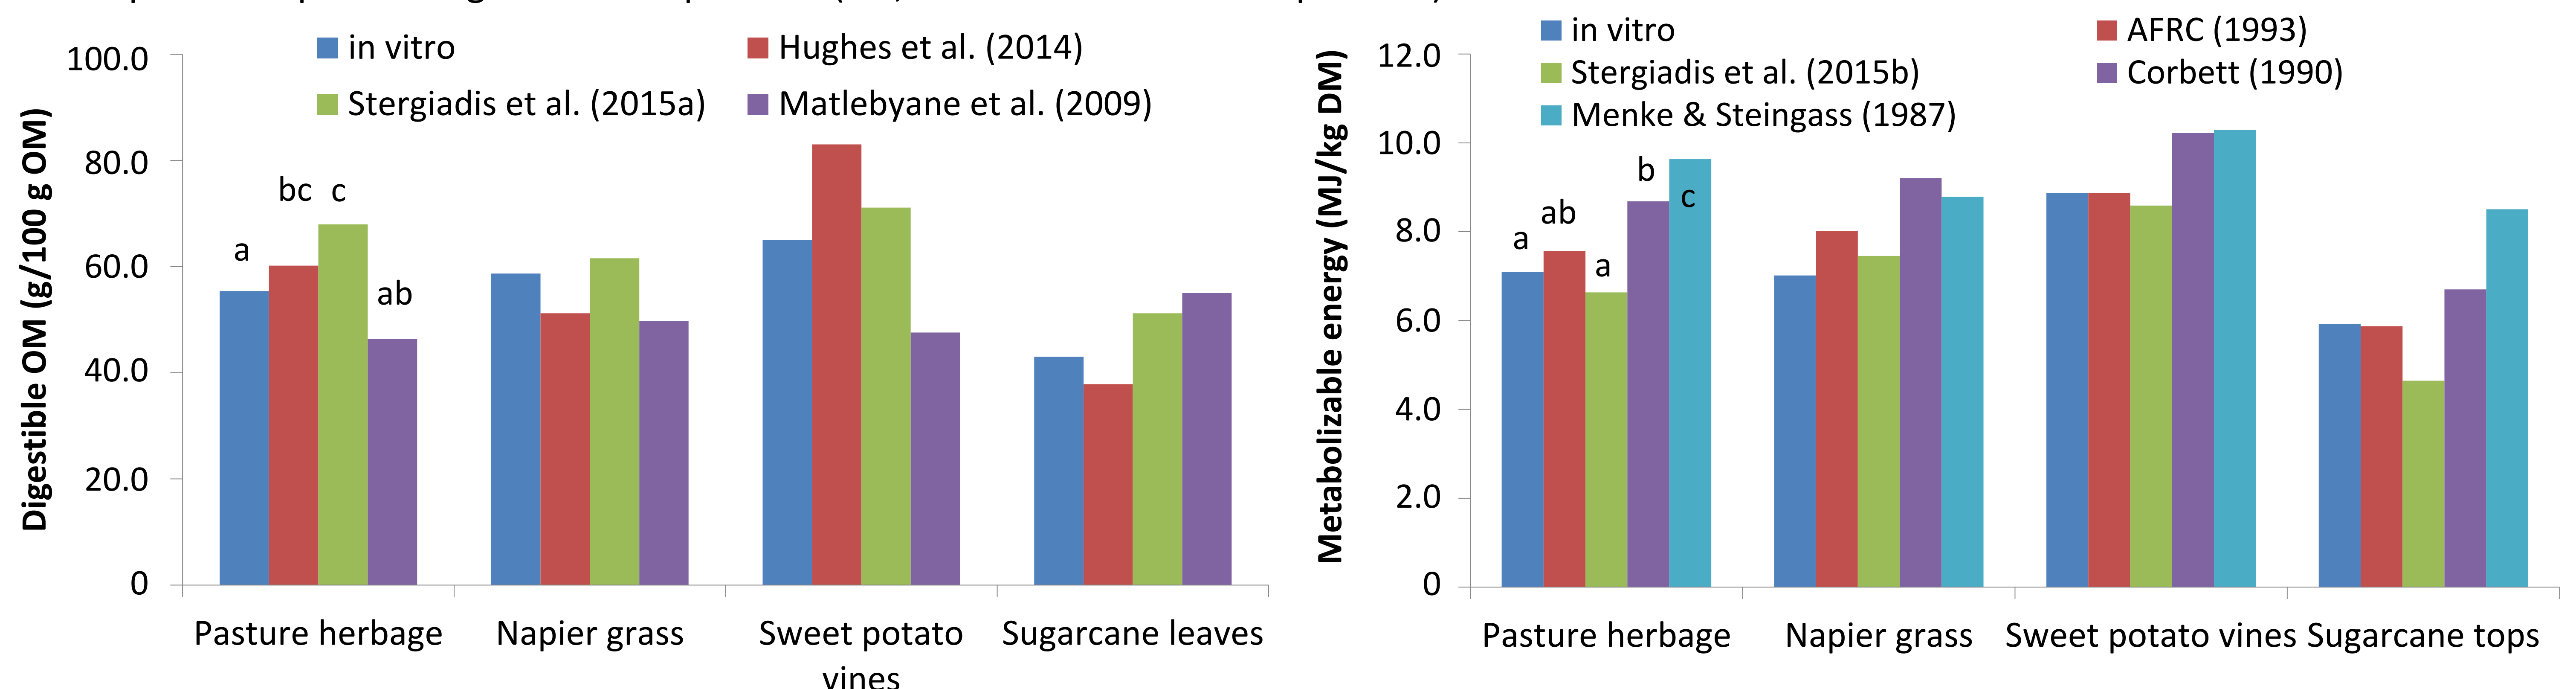 in vitro
Hughes et al. (2014)
Stergiadis et al. (2015a)
Matlebyane et al. (2009)
Digestible OM (g/100 g OM)
100.0
80.0
60.0
40.0
20.0
0
a
bc
c
ab
Pasture herbage
Napier grass
Sweet potato
vines
Sugarcane leaves
in vitro
AFRC (1993)
Stergiadis et al. (2015b)
Corbett (1990)
Menke & Steingass (1987)
Metabolizable energy (MJ/kg DM)
12.0
10.0
8.0
6.0
4.0
2.0
0
a
ab
a
b
c
Pasture herbage
Napier grass
Sweet potato vines
Sugarcane tops